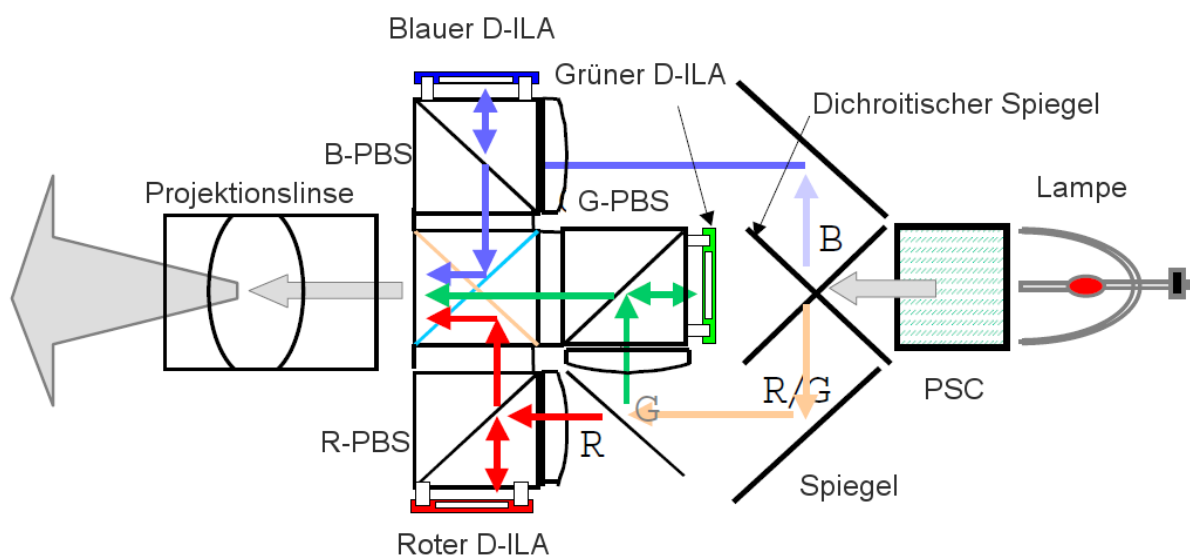 Blauer D-ILA
Grüner D-ILA
Dichroitischer Spiegel
B-PBS
Projektionslinse
G-PBS
Lampe
B
R/G
G
PSC
R-PBS
R
Spiegel
Roter D-ILA